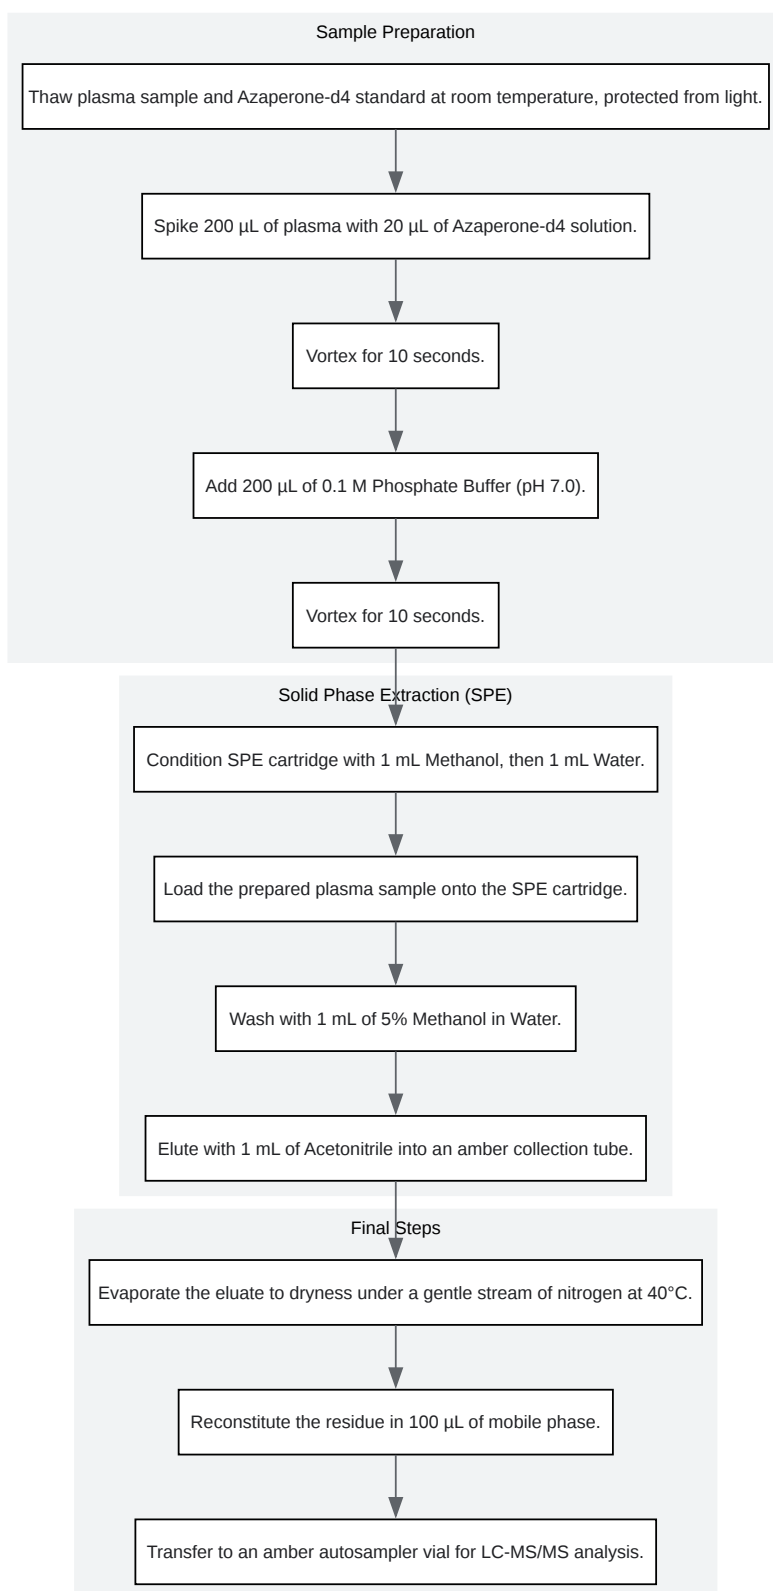 Sample Preparation
Thaw plasma sample and Azaperone-d4 standard at room temperature, protected from light.
Spike 200 µL of plasma with 20 µL of Azaperone-d4 solution.
Vortex for 10 seconds.
Add 200 µL of 0.1 M Phosphate Buffer (pH 7.0).
Vortex for 10 seconds.
Solid Phase Extraction (SPE)
Condition SPE cartridge with 1 mL Methanol, then 1 mL Water.
Load the prepared plasma sample onto the SPE cartridge.
Wash with 1 mL of 5% Methanol in Water.
Elute with 1 mL of Acetonitrile into an amber collection tube.
Final Steps
Evaporate the eluate to dryness under a gentle stream of nitrogen at 40°C.
Reconstitute the residue in 100 µL of mobile phase.
Transfer to an amber autosampler vial for LC-MS/MS analysis.